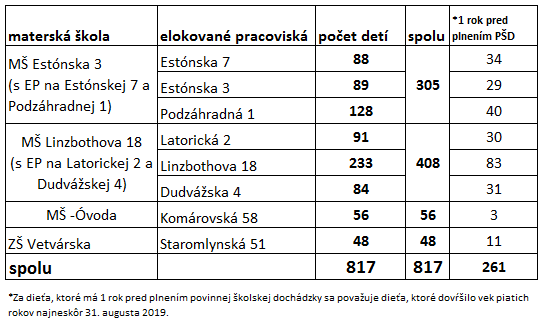 materská škola elokované pracoviská počet detí spolu *1 rok pred plnením PŠD
MŠ Estónska 3 (s EP na Estónskej 7 a Podzáhradnej 1) Estónska 7 88 305 34
Estónska 3 89 29
Podzáhradná 1 128 40
MŠ Linzbothova 18 (s EP na Latorickej 2 a Dudvážskej 4) Latorická 2 91 408 30
Linzbothova 18 233 83
Dudvážska 4 84 31
MŠ -Óvoda Komárovská 58 56 56 3
ZŠ Vetvárska Staromlynská 51 48 48 11
spolu 817 817 261
*Za dieťa, ktoré má 1 rok pred plnením povinnej školskej dochádzky sa považuje dieťa, ktoré dovŕšilo vek piatich
rokov najneskôr 31. augusta 2019.